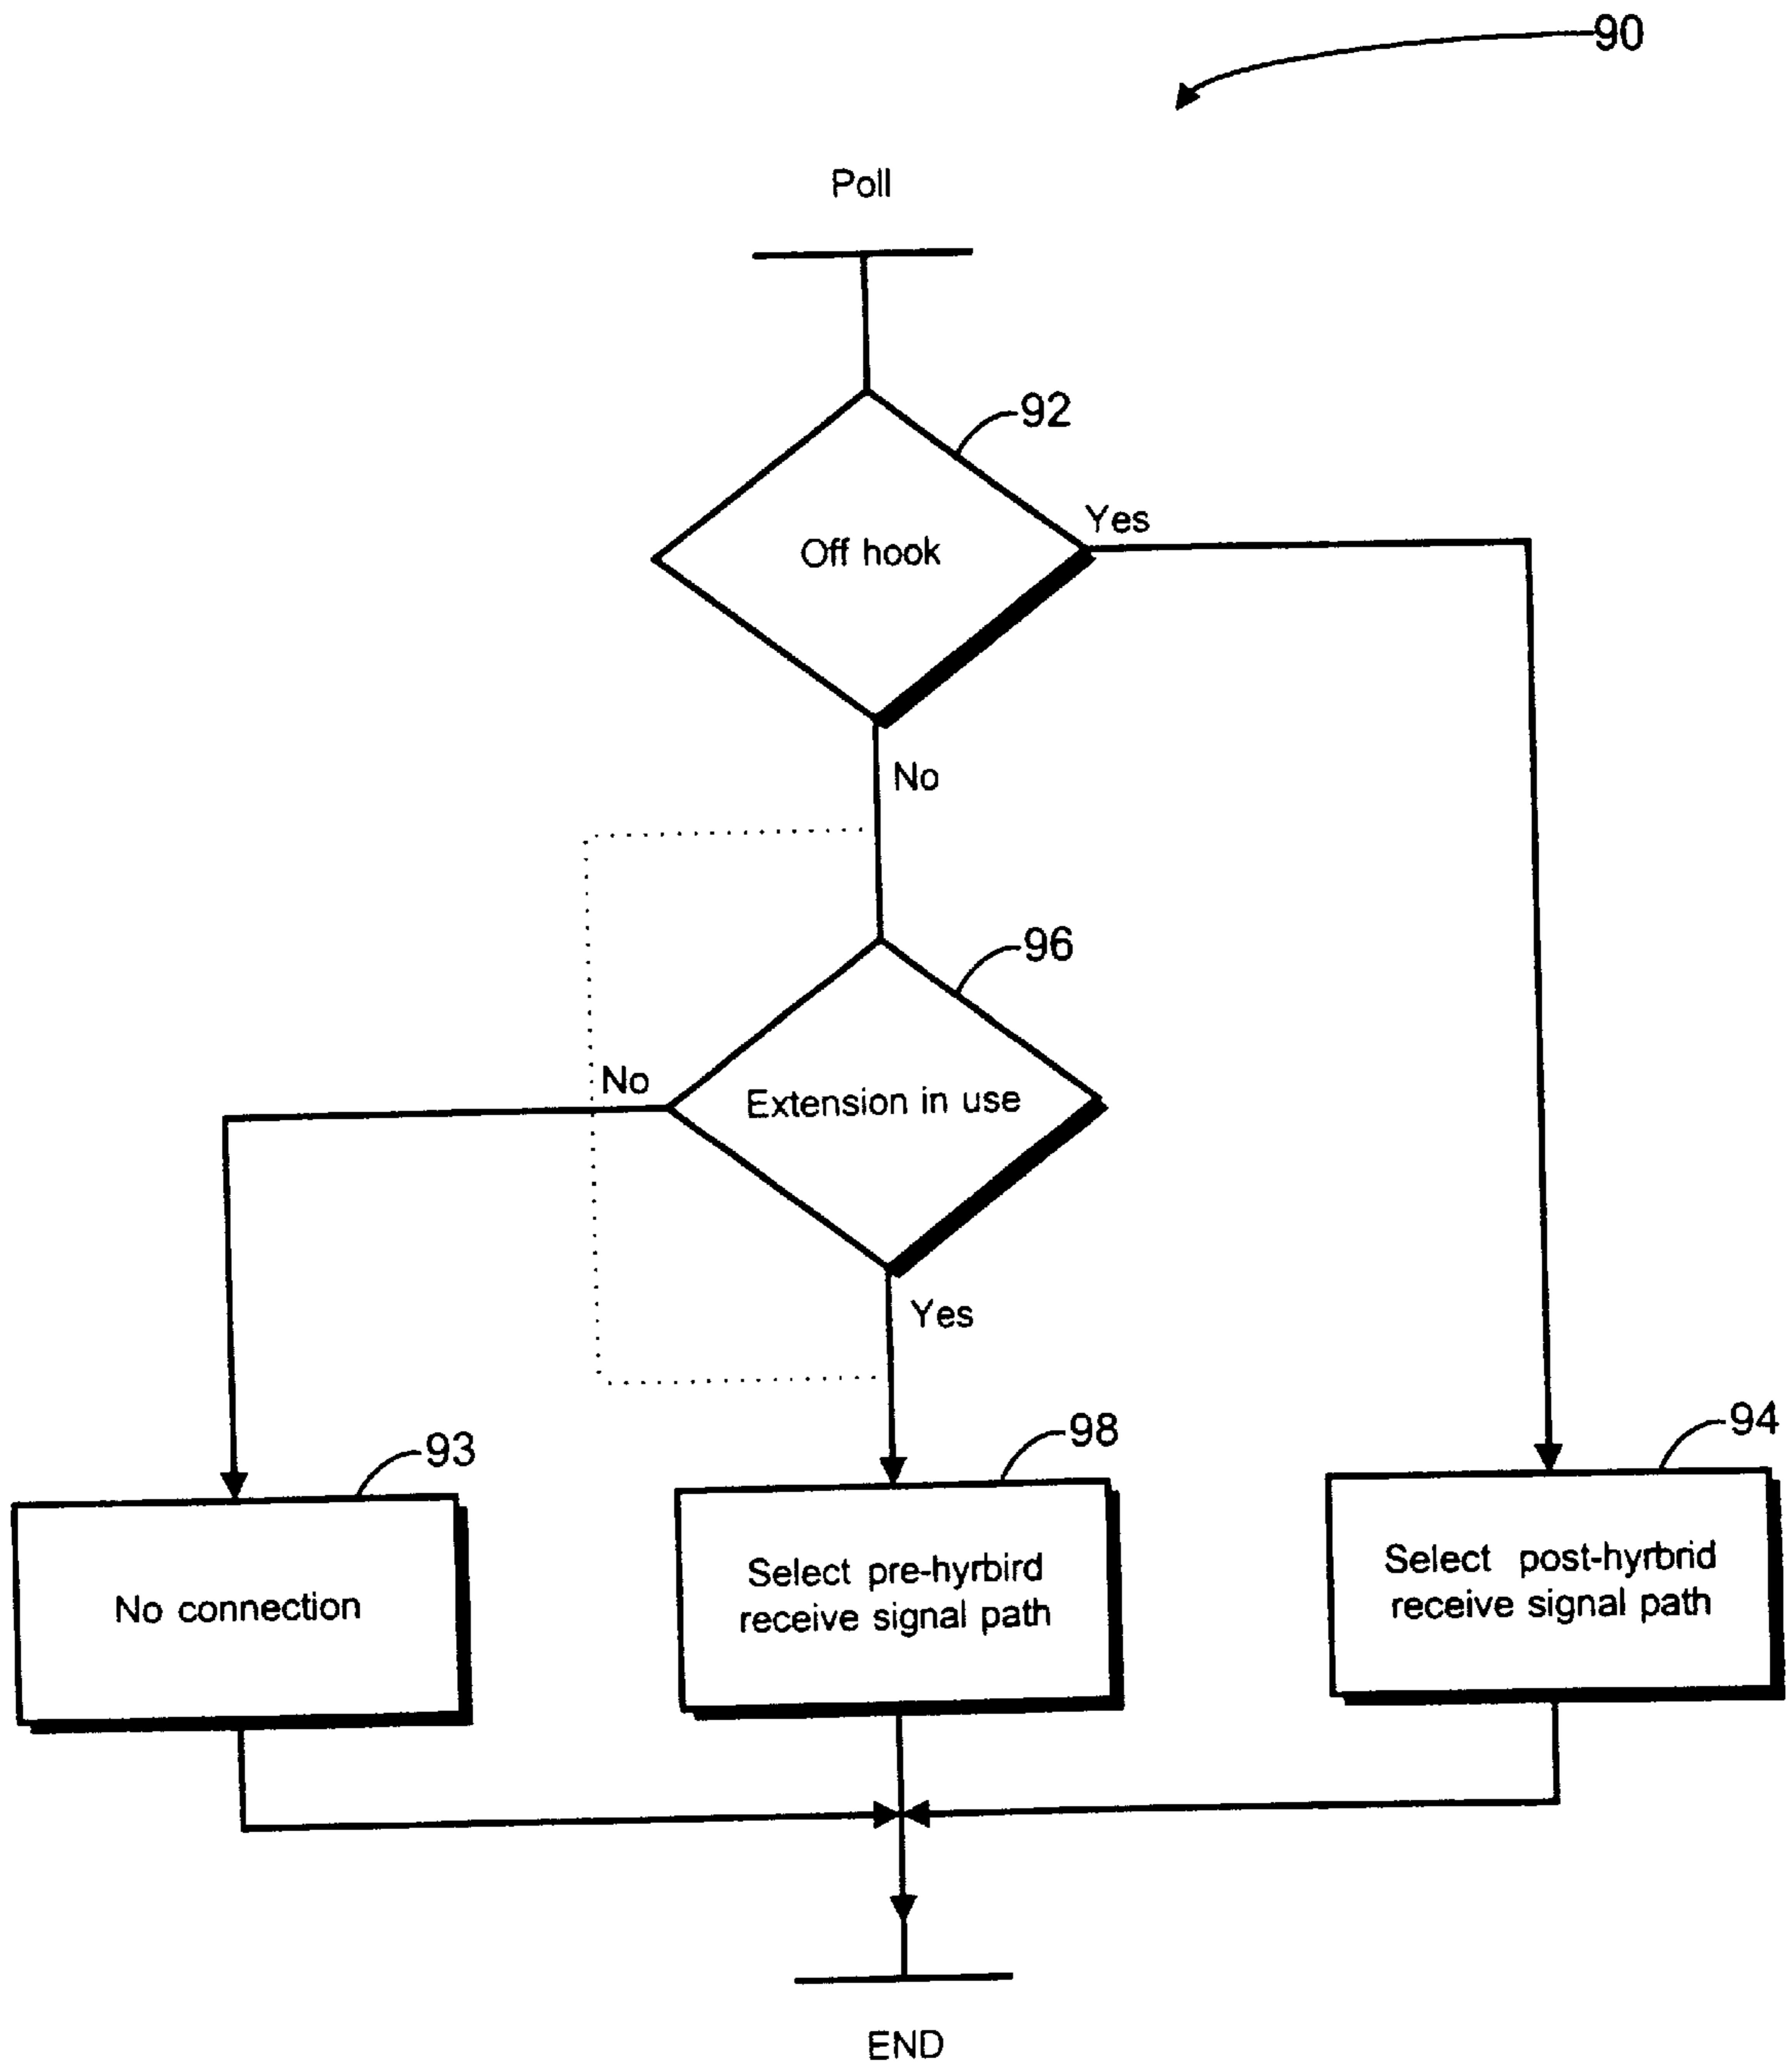 90
Poll
92
Yes
Off hook
No
96
No
Extension in use
Yes
93
98
94
No connection
Select pre-hyrbird
receive signal path
Select post-hyrbrid
receive signal path
END